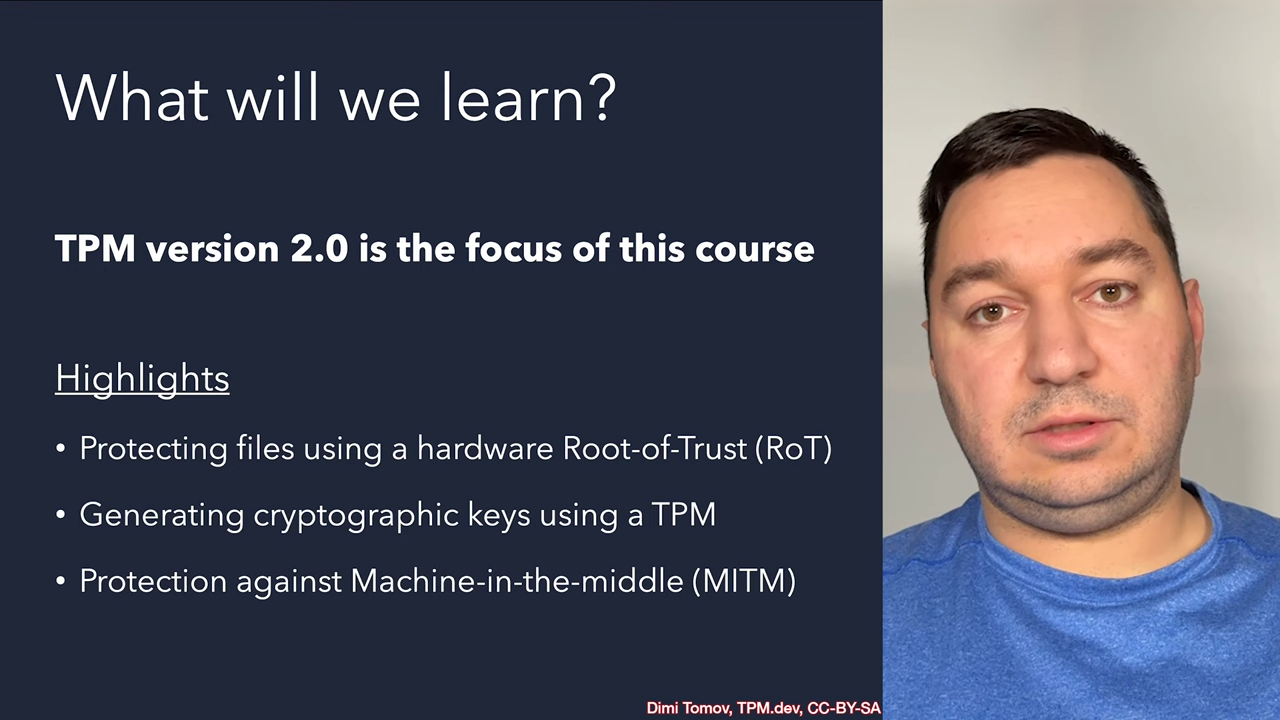 What will we learn?
TPM version 2.0 is the focus of this course
Highlights
• Protecting files using a hardware Root-of-Trust (RoT)
• Generating cryptographic keys using a TPM
• Protection against Machine-in-the-middle (MITM)
Dimi Tomov, TPM.dev, CC-BY-SA